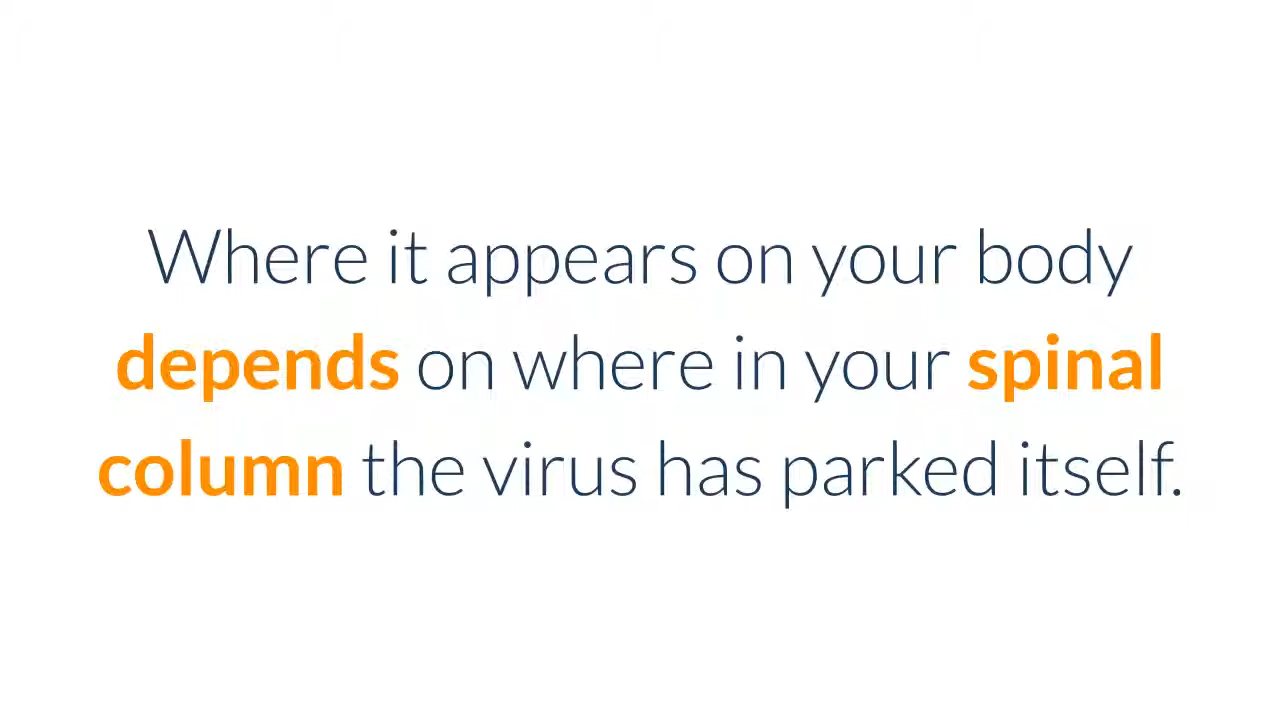 Where it appears on your body
depends on where in your spinal
column the virus has parked itself.